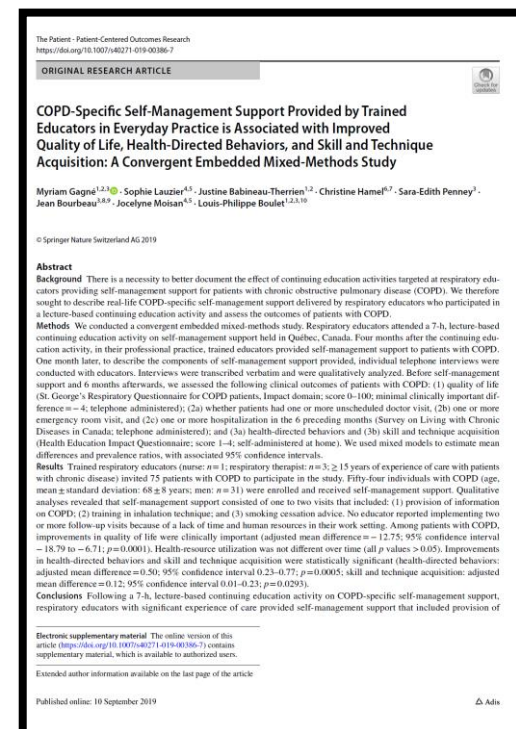 The Patient - Patient-Centered Outcomes Research
https://doi.org/10.1007/s40271-019-00386-7
ORIGINAL RESEARCH ARTICLE
Check for
updates
COPD-Specific Self-Management Support Provided by Trained
Educators in Everyday Practice is Associated with Improved
Quality of Life, Health-Directed Behaviors, and Skill and Technique
Acquisition: A Convergent Embedded Mixed-Methods Study
Myriam Gagné1,2,3 · Sophie Lauzier4,5 · Justine Babineau-Therrien1,2 · Christine Hamel6,7 · Sara-Edith Penney3 ·
Jean Bourbeau3,8,9 · Jocelyne Moisan4,5 · Louis-Philippe Boulet1,2,3,10
© Springer Nature Switzerland AG 2019
Abstract
Background There is a necessity to better document the effect of continuing education activities targeted at respiratory edu-
cators providing self-management support for patients with chronic obstructive pulmonary disease (COPD). We therefore
sought to describe real-life COPD-specific self-management support delivered by respiratory educators who participated in
a lecture-based continuing education activity and assess the outcomes of patients with COPD.
Methods We conducted a convergent embedded mixed-methods study. Respiratory educators attended a 7-h, lecture-based
continuing education activity on self-management support held in Québec, Canada. Four months after the continuing edu-
cation activity, in their professional practice, trained educators provided self-management support to patients with COPD.
One month later, to describe the components of self-management support provided, individual telephone interviews were
conducted with educators. Interviews were transcribed verbatim and were qualitatively analyzed. Before self-management
support and 6 months afterwards, we assessed the following clinical outcomes of patients with COPD: (1) quality of life
(St. George's Respiratory Questionnaire for COPD patients, Impact domain; score 0–100; minimal clinically important dif-
ference = − 4; telephone administered); (2a) whether patients had one or more unscheduled doctor visit, (2b) one or more
emergency room visit, and (2c) one or more hospitalization in the 6 preceding months (Survey on Living with Chronic
Diseases in Canada; telephone administered); and (3a) health-directed behaviors and (3b) skill and technique acquisition
(Health Education Impact Questionnaire; score 1–4; self-administered at home). We used mixed models to estimate mean
differences and prevalence ratios, with associated 95% confidence intervals.
Results Trained respiratory educators (nurse: n = 1; respiratory therapist: n = 3; ≥ 15 years of experience of care with patients
with chronic disease) invited 75 patients with COPD to participate in the study. Fifty-four individuals with COPD (age,
mean ± standard deviation: 68 ± 8 years; men: n = 31) were enrolled and received self-management support. Qualitative
analyses revealed that self-management support consisted of one to two visits that included: (1) provision of information
on COPD; (2) training in inhalation technique; and (3) smoking cessation advice. No educator reported implementing two
or more follow-up visits because of a lack of time and human resources in their work setting. Among patients with COPD,
improvements in quality of life were clinically important (adjusted mean difference = − 12.75; 95% confidence interval
− 18.79 to − 6.71; p = 0.0001). Health-resource utilization was not different over time (all p values > 0.05). Improvements
in health-directed behaviors and skill and technique acquisition were statistically significant (health-directed behaviors:
adjusted mean difference = 0.50; 95% confidence interval 0.23–0.77; p = 0.0005; skill and technique acquisition: adjusted
mean difference = 0.12; 95% confidence interval 0.01–0.23; p = 0.0293).
Conclusions Following a 7-h, lecture-based continuing education activity on COPD-specific self-management support,
respiratory educators with significant experience of care provided self-management support that included provision of
Electronic supplementary material The online version of this
article (https://doi.org/10.1007/s40271-019-00386-7) contains
supplementary material, which is available to authorized users.
Extended author information available on the last page of the article
Published online: 10 September 2019
Adis